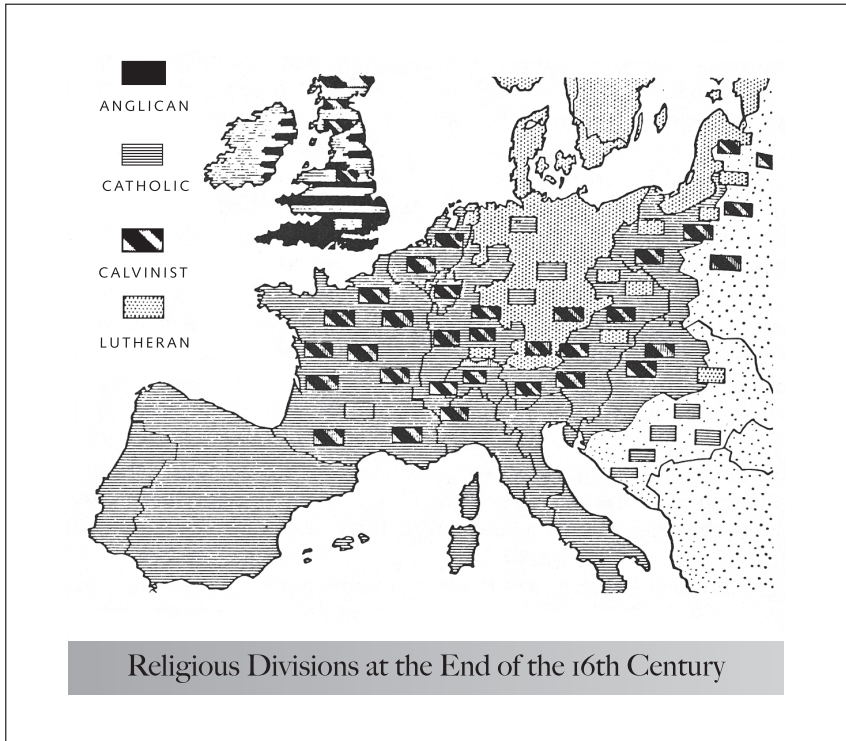 ANGLICAN
CATHOLIC
CALVINIST
LUTHERAN
Religious Divisions at the End of the 16th Century